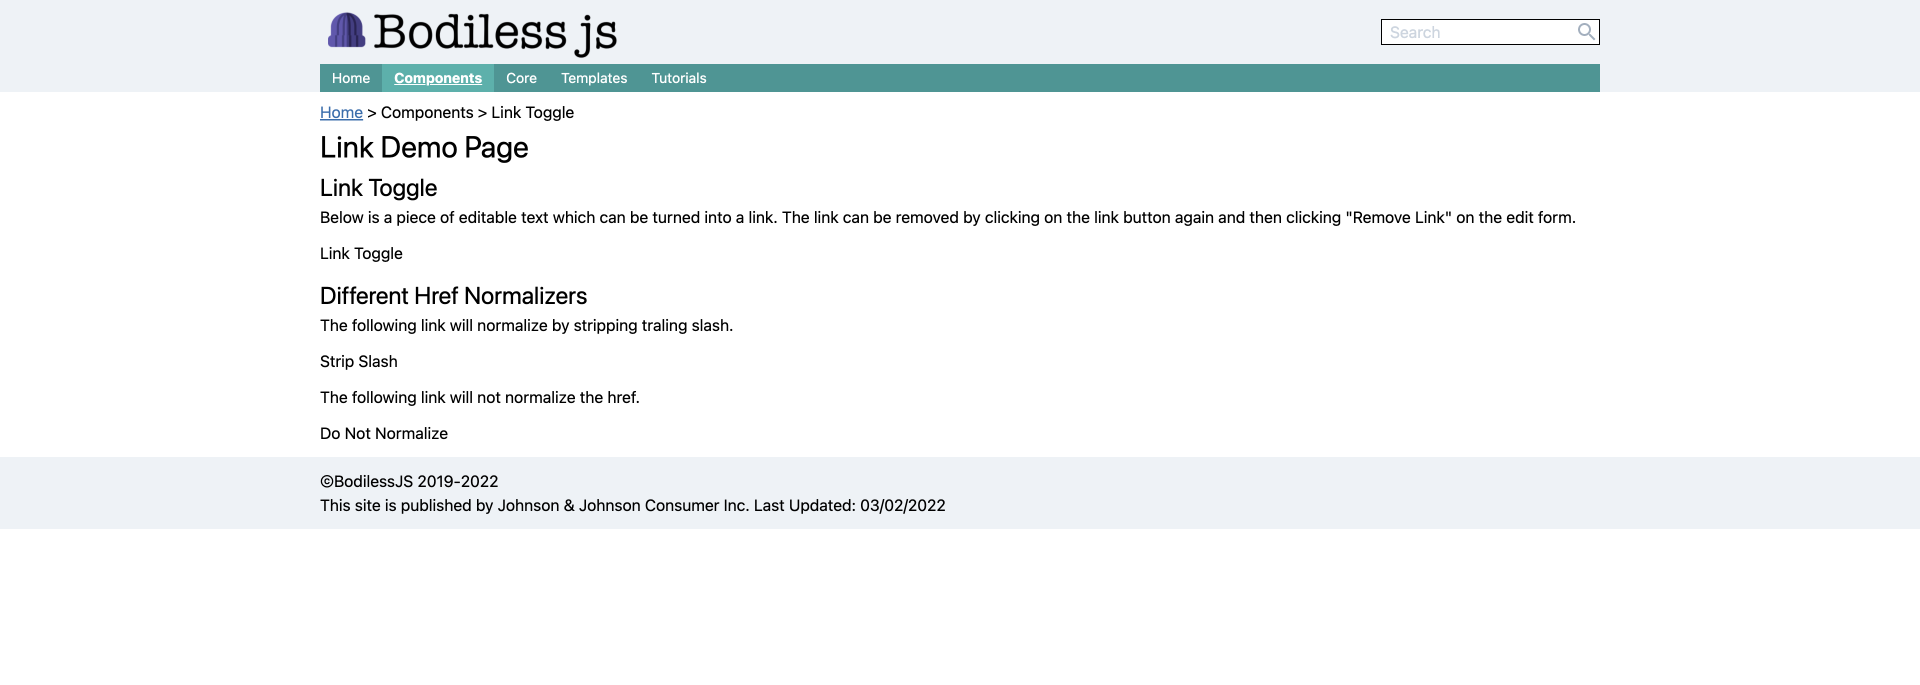 Bodiless js
Search
Home Components Core Templates Tutorials
Home > Components > Link Toggle
Link Demo Page
Link Toggle
Below is a piece of editable text which can be turned into a link. The link can be removed by clicking on the link button again and then clicking "Remove Link" on the edit form.
Link Toggle
Different Href Normalizers
The following link will normalize by stripping traling slash.
Strip Slash
The following link will not normalize the href.
Do Not Normalize
©BodilessJS 2019-2022
This site is published by Johnson & Johnson Consumer Inc. Last Updated: 03/02/2022